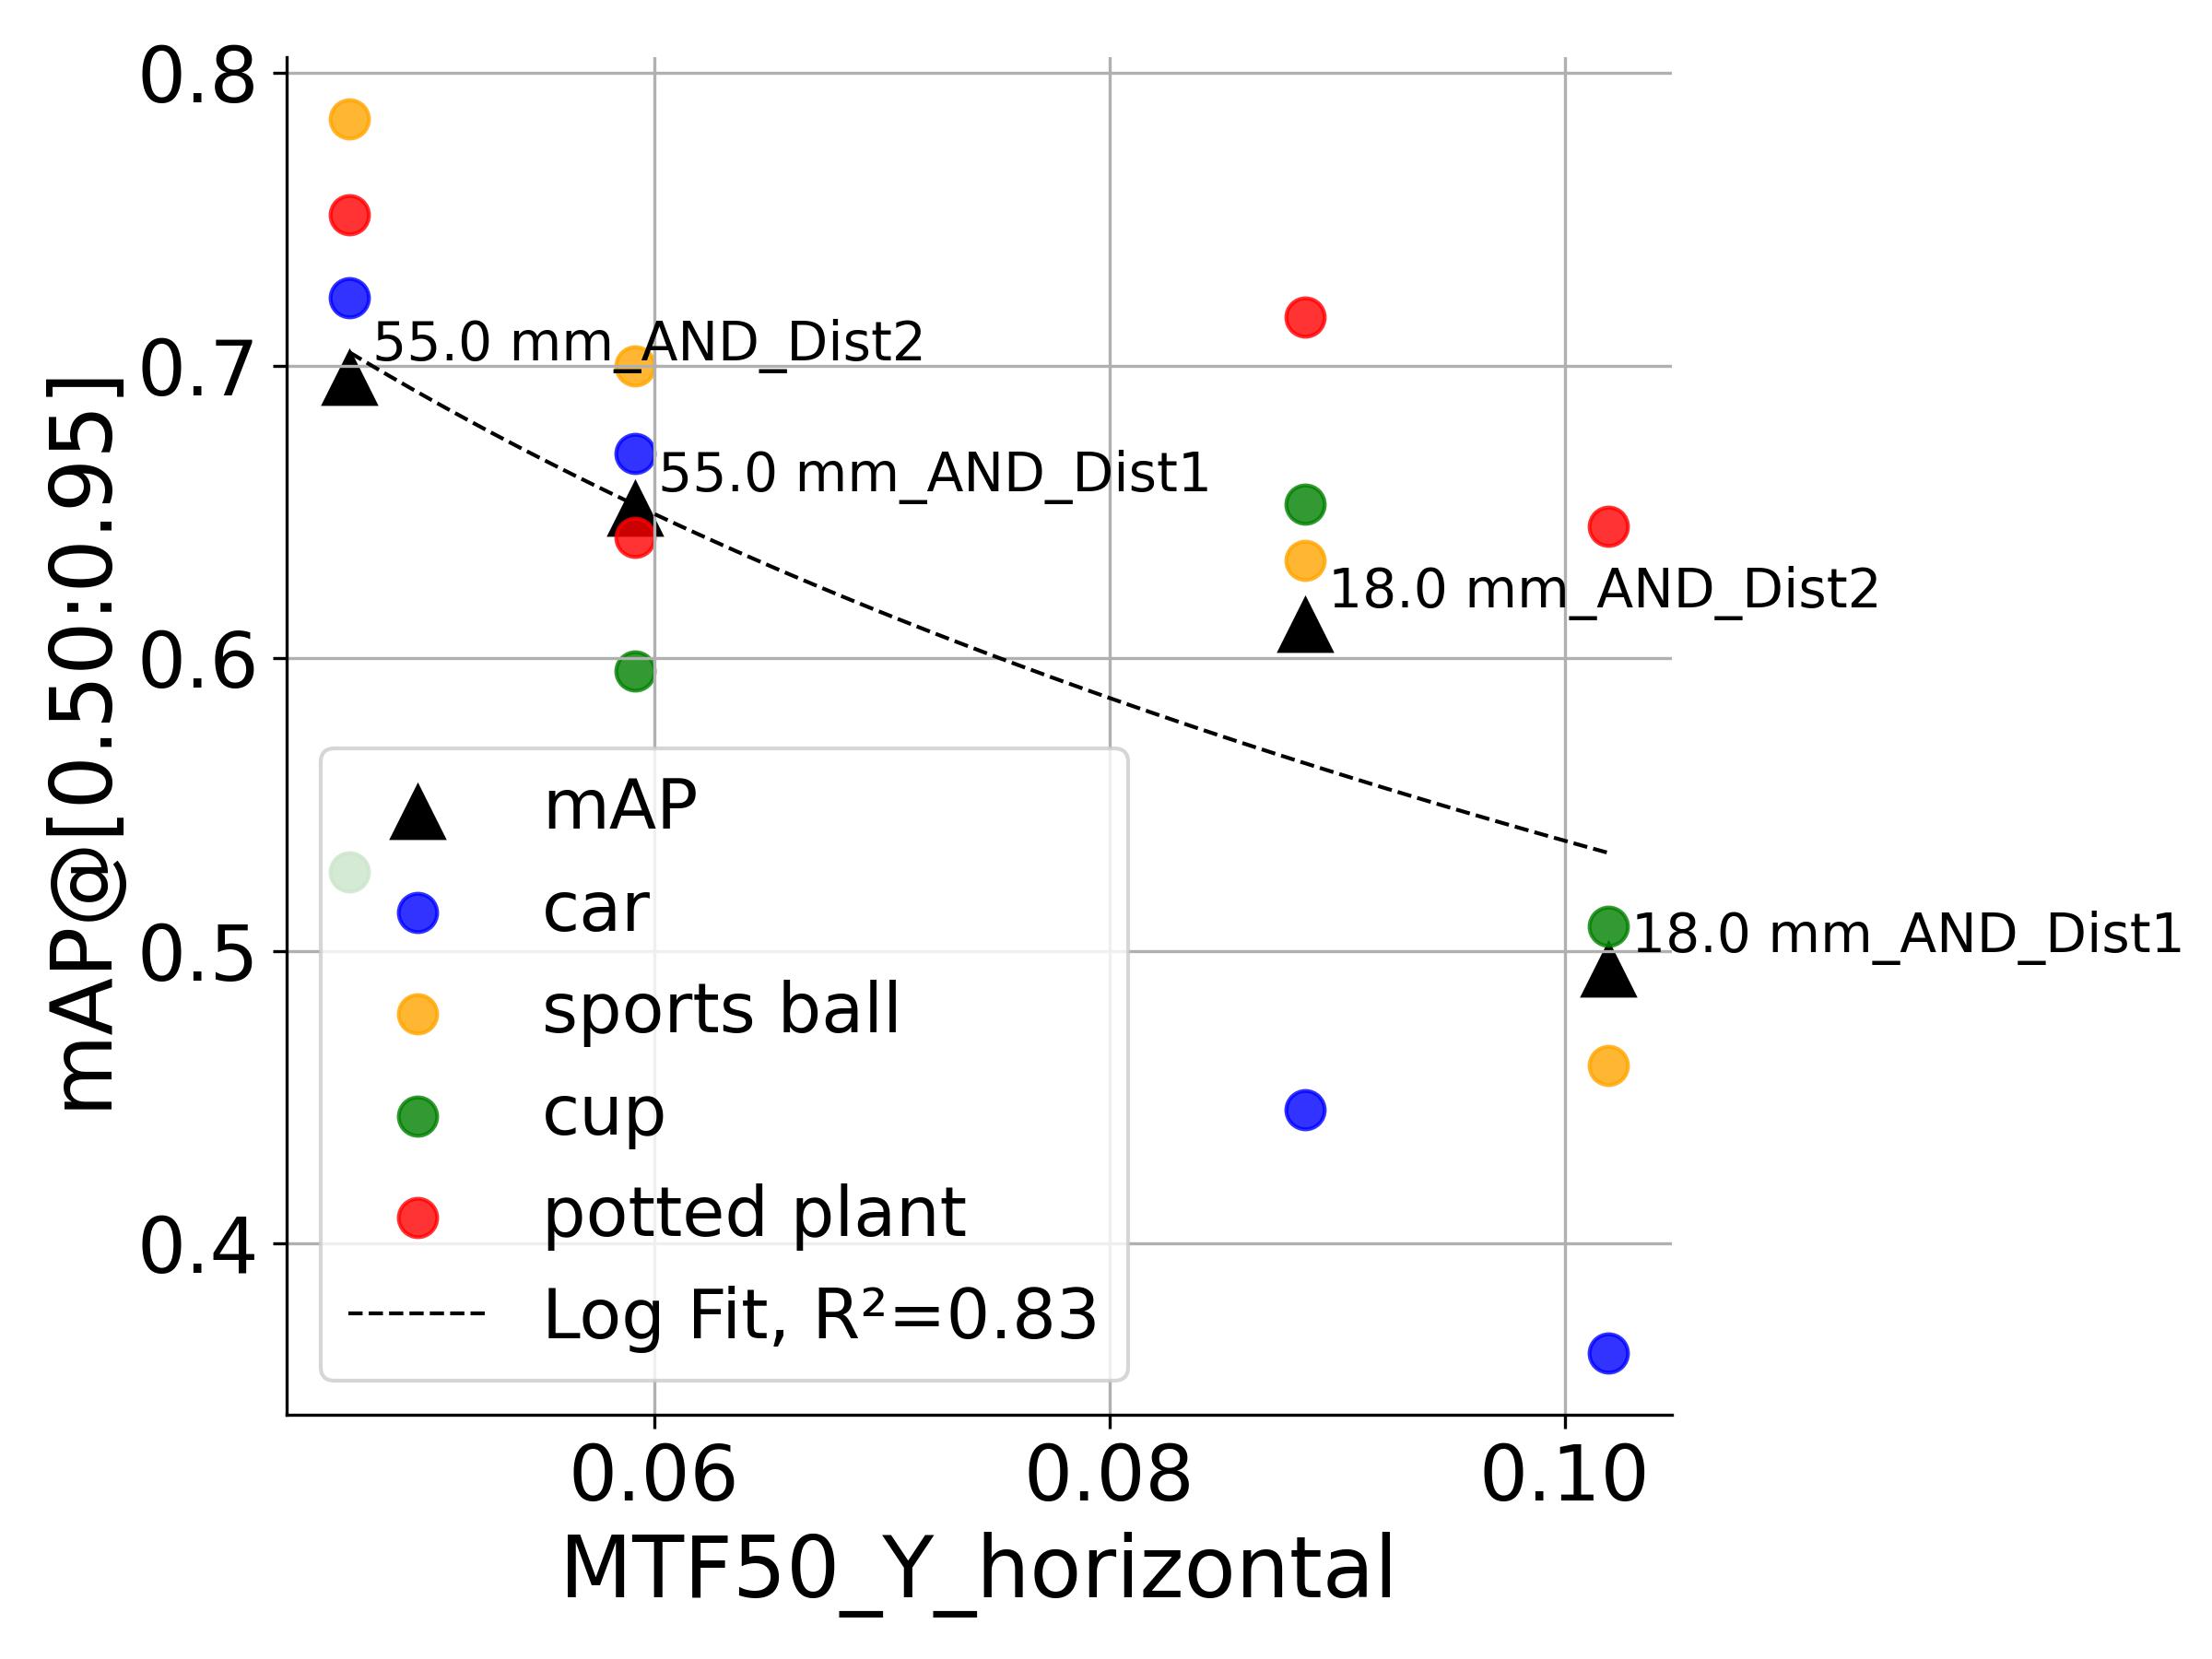 mAP@[0.50:0.95]
0.8
0.7
0.6
0.5
0.4
55.0 mm_AND_Dist2
55.0 mm_AND_Dist1
18.0 mm_AND_Dist2
18.0 mm_AND_Dist1
mAP
car
sports ball
cup
potted plant
Log Fit, R²=0.83
0.06 0.08 0.10
MTF50_Y_horizontal